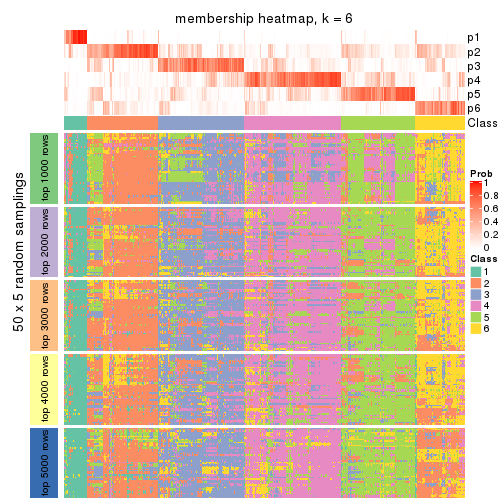 membership heatmap, k = 6
p1
p2
p3
p4
p5
p6
Class
50 x 5 random samplings
top 1000 rows
top 2000 rows
top 3000 rows
top 4000 rows
top 5000 rows
Prob
1
0.8
0.6
0.4
0.2
0
Class
1
2
3
4
5
6